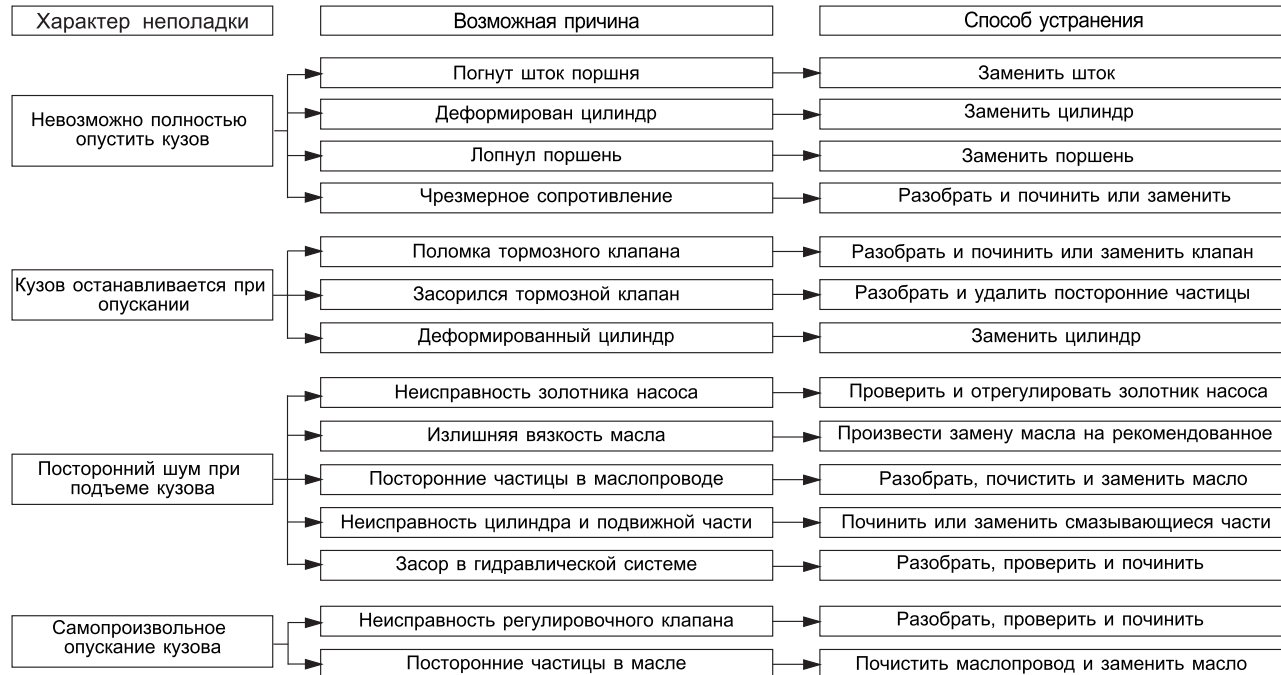 Характер неполадки
Возможная причина
Способ устранения
Невозможно полностью
опустить кузов
Погнут шток поршня
Заменить шток
Деформирован цилиндр
Заменить цилиндр
Лопнул поршень
Заменить поршень
Чрезмерное сопротивление
Разобрать и починить или заменить
Кузов останавливается при
опускании
Поломка тормозного клапана
Разобрать и починить или заменить клапан
Засорился тормозной клапан
Разобрать и удалить посторонние частицы
Деформированный цилиндр
Заменить цилиндр
Посторонний шум при
подъеме кузова
Неисправность золотника насоса
Проверить и отрегулировать золотник насоса
Излишняя вязкость масла
Произвести замену масла на рекомендованное
Посторонние частицы в маслопроводе
Разобрать, почистить и заменить масло
Неисправность цилиндра и подвижной части
Починить или заменить смазывающиеся части
Засор в гидравлической системе
Разобрать, проверить и починить
Самопроизвольное
опускание кузова
Неисправность регулировочного клапана
Разобрать, проверить и починить
Посторонние частицы в масле
Почистить маслопровод и заменить масло